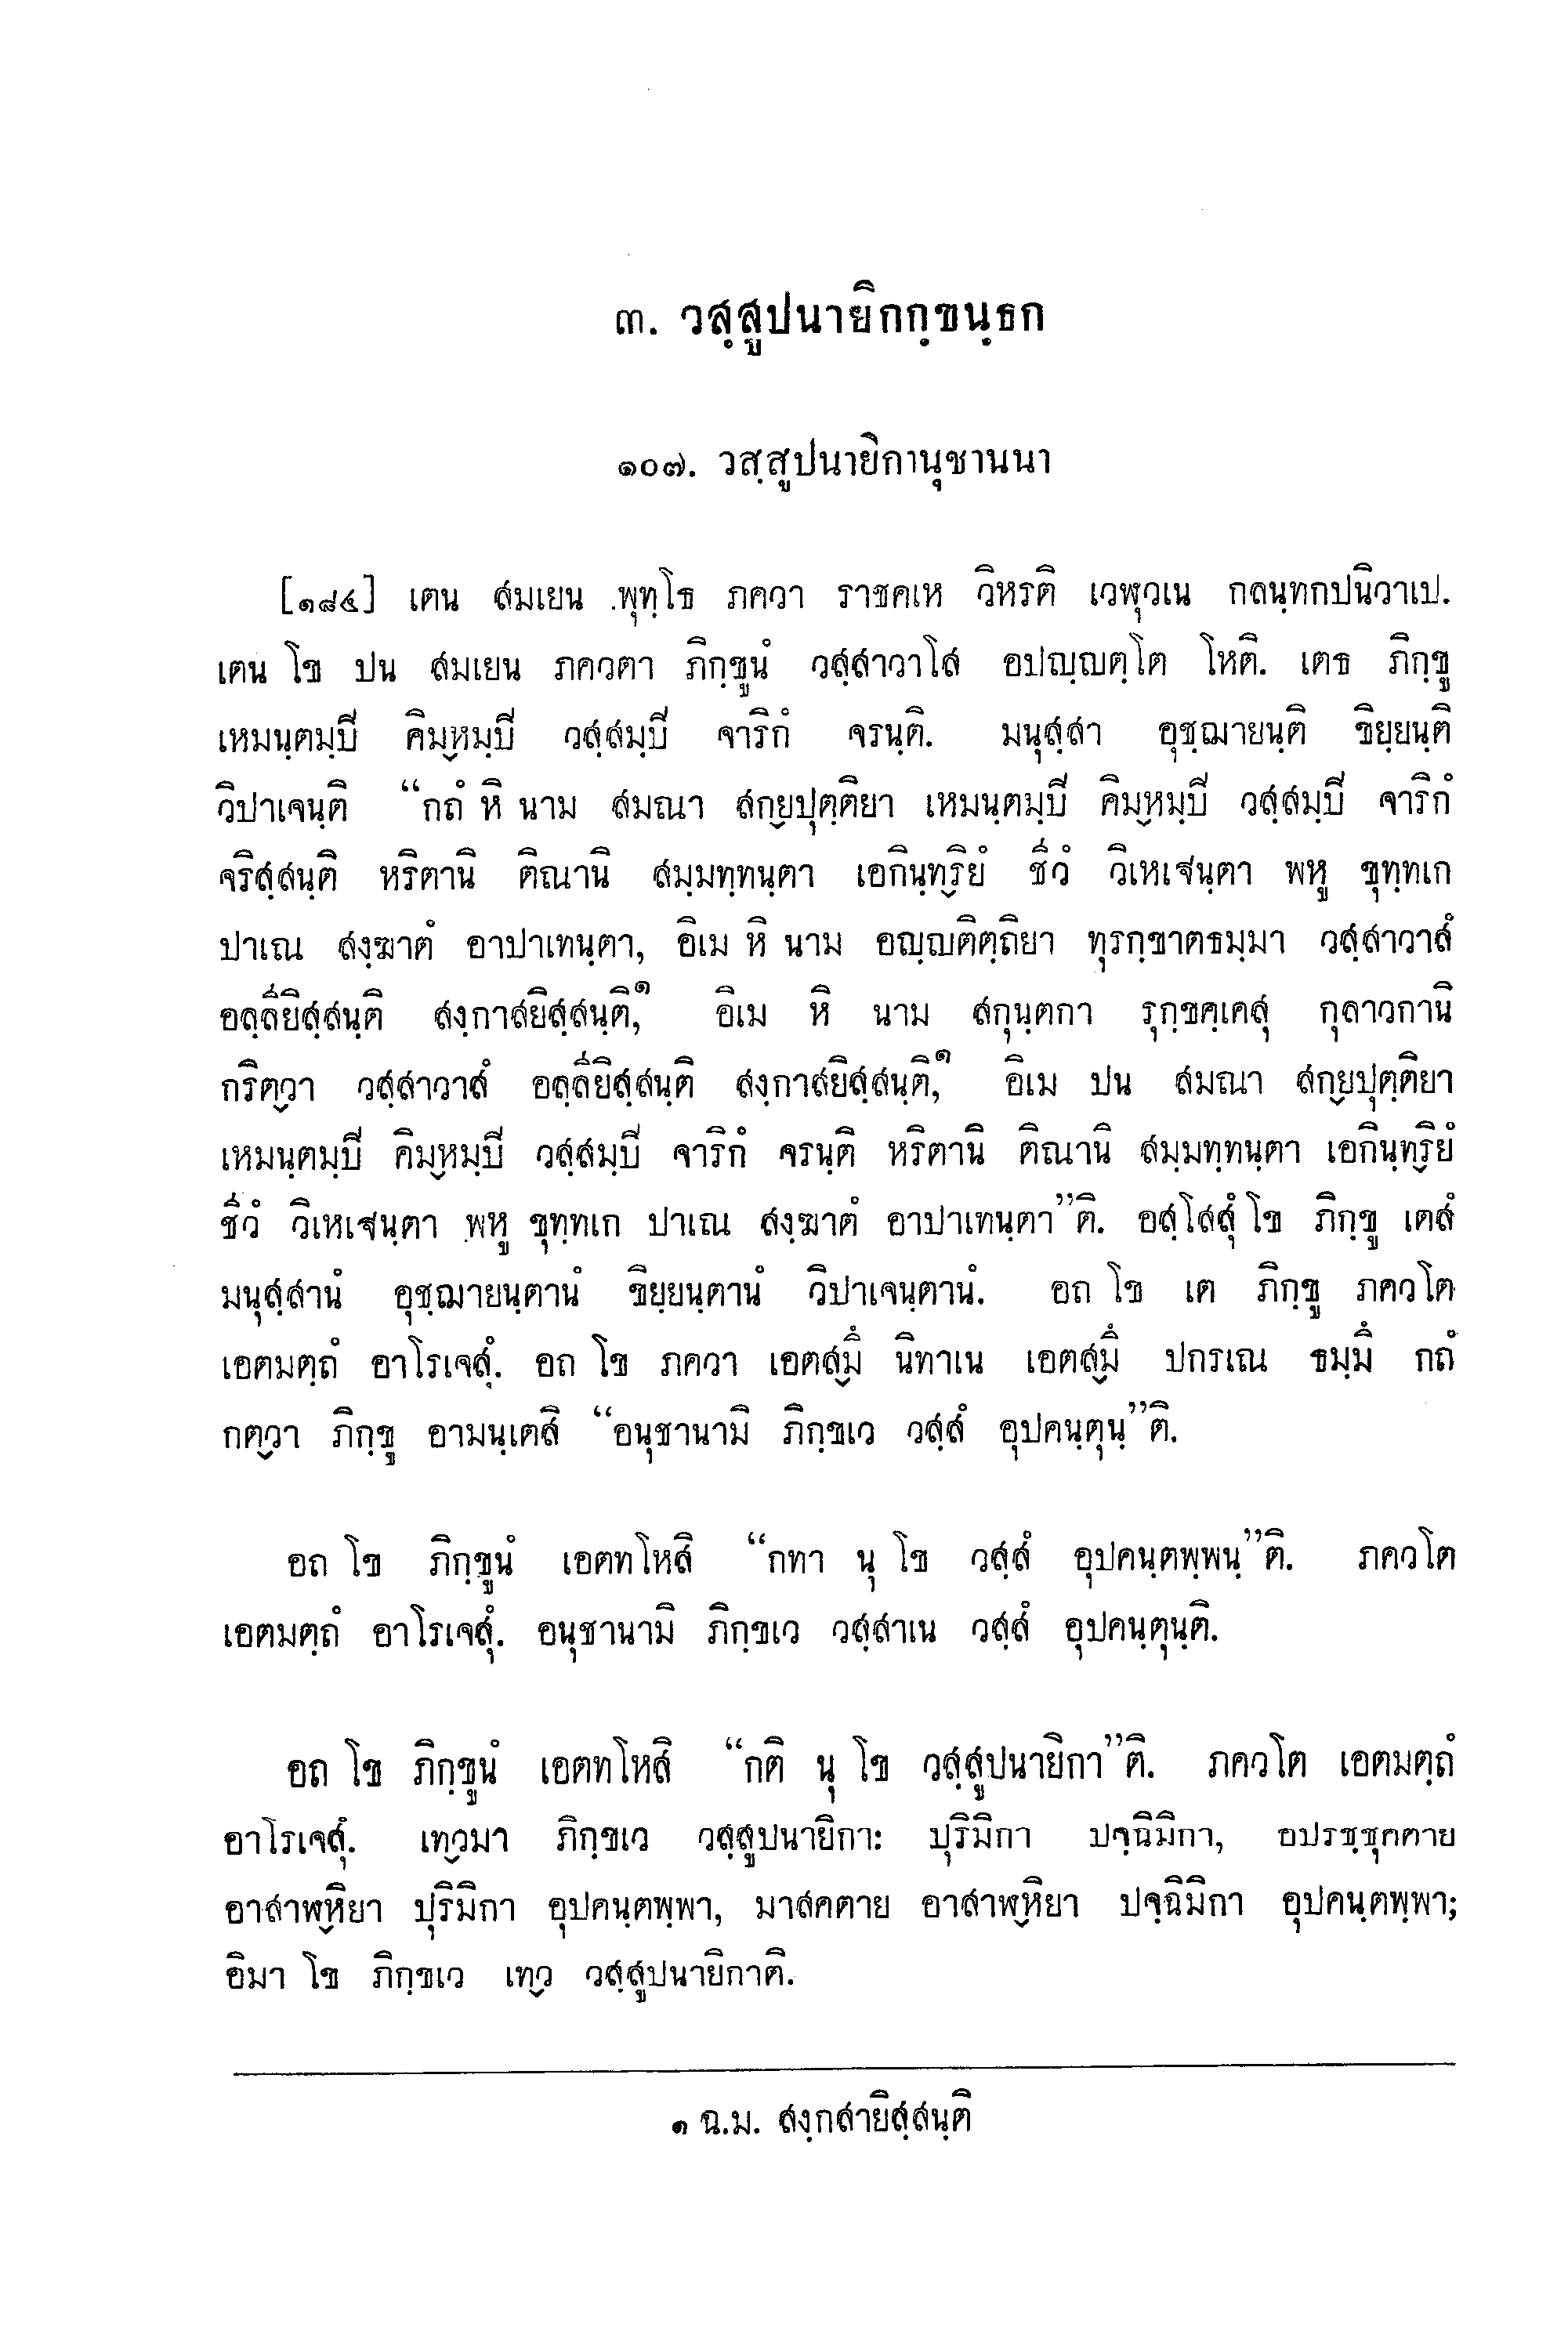 ๓. วสฺสูปนายิกกฺขนฺธก
๑๐๗. วสฺสูปนายิกานุชานนา
[๑๘๔] เตน สมเยน พุทฺโธ ภควา ราชคเห วิหรติ เวฬุวเน กลนฺทกปนิวาเป.
เตน โข ปน สมเยน ภควตา ภิกฺขูนํ วสฺสาวาโส อปญฺญตฺโต โหติ. เตธ ภิกฺขู
เหมนฺตมฺปิ คิมฺหมฺปิ วสฺสมฺปิ จาริกํ จรนฺติ. มนุสฺสา อุชฺฌายนฺติ ขิยฺยนฺติ
วิปาเจนฺติ “กถํ หิ นาม สมณา สกฺยปุตฺติยา เหมนฺตมฺปิ คิมฺหมฺปิ วสฺสมฺปิ จาริกํ
จริสฺสนฺติ หริตานิ ติณานิ สมฺมทฺทนฺตา เอกินฺทฺริยํ ชีวํ วิเหเฐนฺตา พหู ขุทฺทเก
ปาเณ สงฺฆาตํ อาปาเทนฺตา, อิเม หิ นาม อญฺญติตฺถิยา ทุรกฺขาตธมฺมา วสฺสาวาสํ
อลฺลียิสฺสนฺติ สงฺกาสยิสฺสนฺติ,๑ อิเม หิ นาม สกุนฺตกา รุกฺขคฺเคสุ กุลาวกานิ
กริตฺวา วสฺสาวาสํ อลฺลียิสฺสนฺติ สงฺกาสยิสฺสนฺติ,๑ อิเม ปน สมณา สกฺยปุตฺติยา
เหมนฺตมฺปิ คิมฺหมฺปิ วสฺสมฺปิ จาริกํ จรนฺติ หริตานิ ติณานิ สมฺมทฺทนฺตา เอกินฺทฺริยํ
ชีวํ วิเหเฐนฺตา พหู ขุทฺทเก ปาเณ สงฺฆาตํ อาปาเทนฺตา”ติ. อสฺโสสุํ โข ภิกฺขู เตสํ
มนุสฺสานํ อุชฺฌายนฺตานํ ขิยฺยนฺตานํ วิปาเจนฺตานํ. อถ โข เต ภิกฺขู ภควโต
เอตมตฺถํ อาโรเจสุํ. อถ โข ภควา เอตสฺมึ นิทาเน เอตสฺมึ ปกรเณ ธมฺมึ กถํ
กตฺวา ภิกฺขู อามนฺเตสิ “อนุชานามิ ภิกฺขเว วสฺสํ อุปคนฺตุนฺ”ติ.
อถ โข ภิกฺขูนํ เอตทโหสิ “กทา นุ โข วสฺสํ อุปคนฺตพฺพนฺ”ติ. ภควโต
เอตมตฺถํ อาโรเจสุํ. อนุชานามิ ภิกฺขเว วสฺสาเน วสฺสํ อุปคนฺตุนฺติ.
อถ โข ภิกฺขูนํ เอตทโหสิ “กติ นุ โข วสฺสูปนายิกา”ติ. ภควโต เอตมตฺถํ
อาโรเจสุํ. เทฺวมา ภิกฺขเว วสฺสูปนายิกา: ปุริมิกา ปจฺฉิมิกา, อปรชฺชุคตาย
อาสาฬฺหิยา ปุริมิกา อุปคนฺตพฺพา, มาสคตาย อาสาฬฺหิยา ปจฺฉิมิกา อุปคนฺตพฺพา;
อิมา โข ภิกฺขเว เทฺว วสฺสูปนายิกาติ.
๑ ฉ.ม. สงฺกสายิสฺสนฺติ